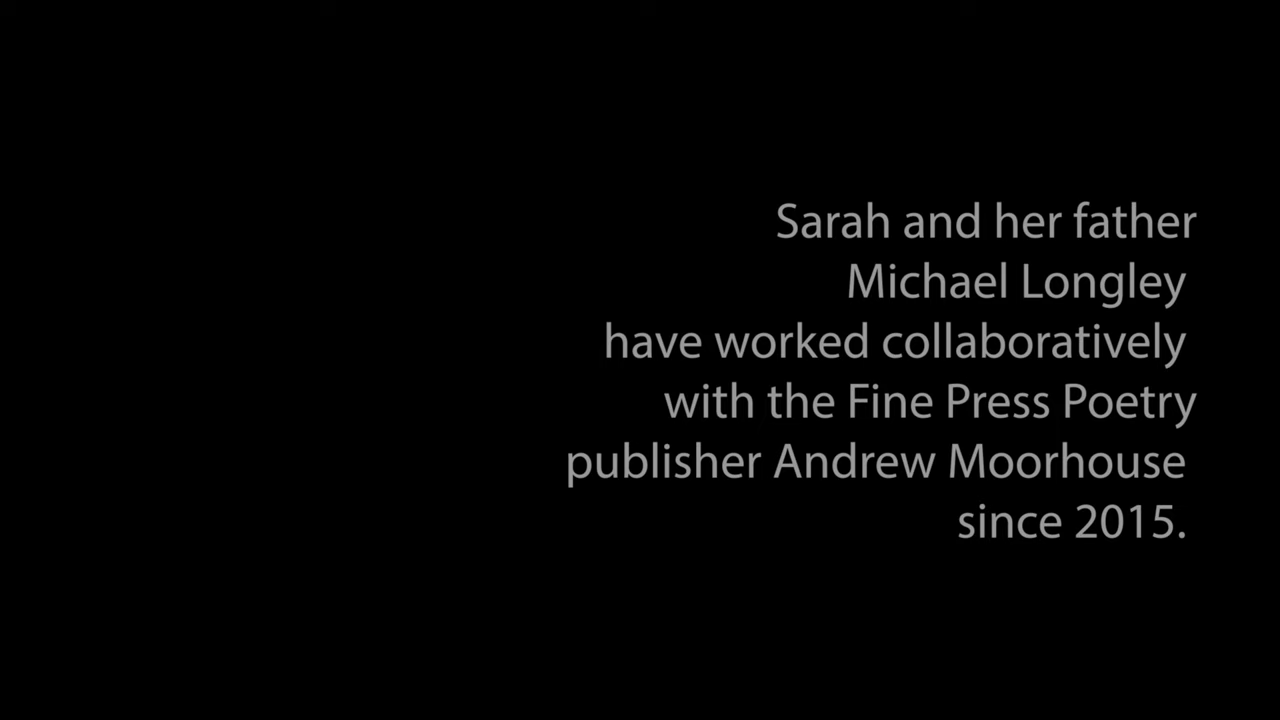 Sarah and her father
Michael Longley
have worked collaboratively
with the Fine Press Poetry
publisher Andrew Moorhouse
since 2015.